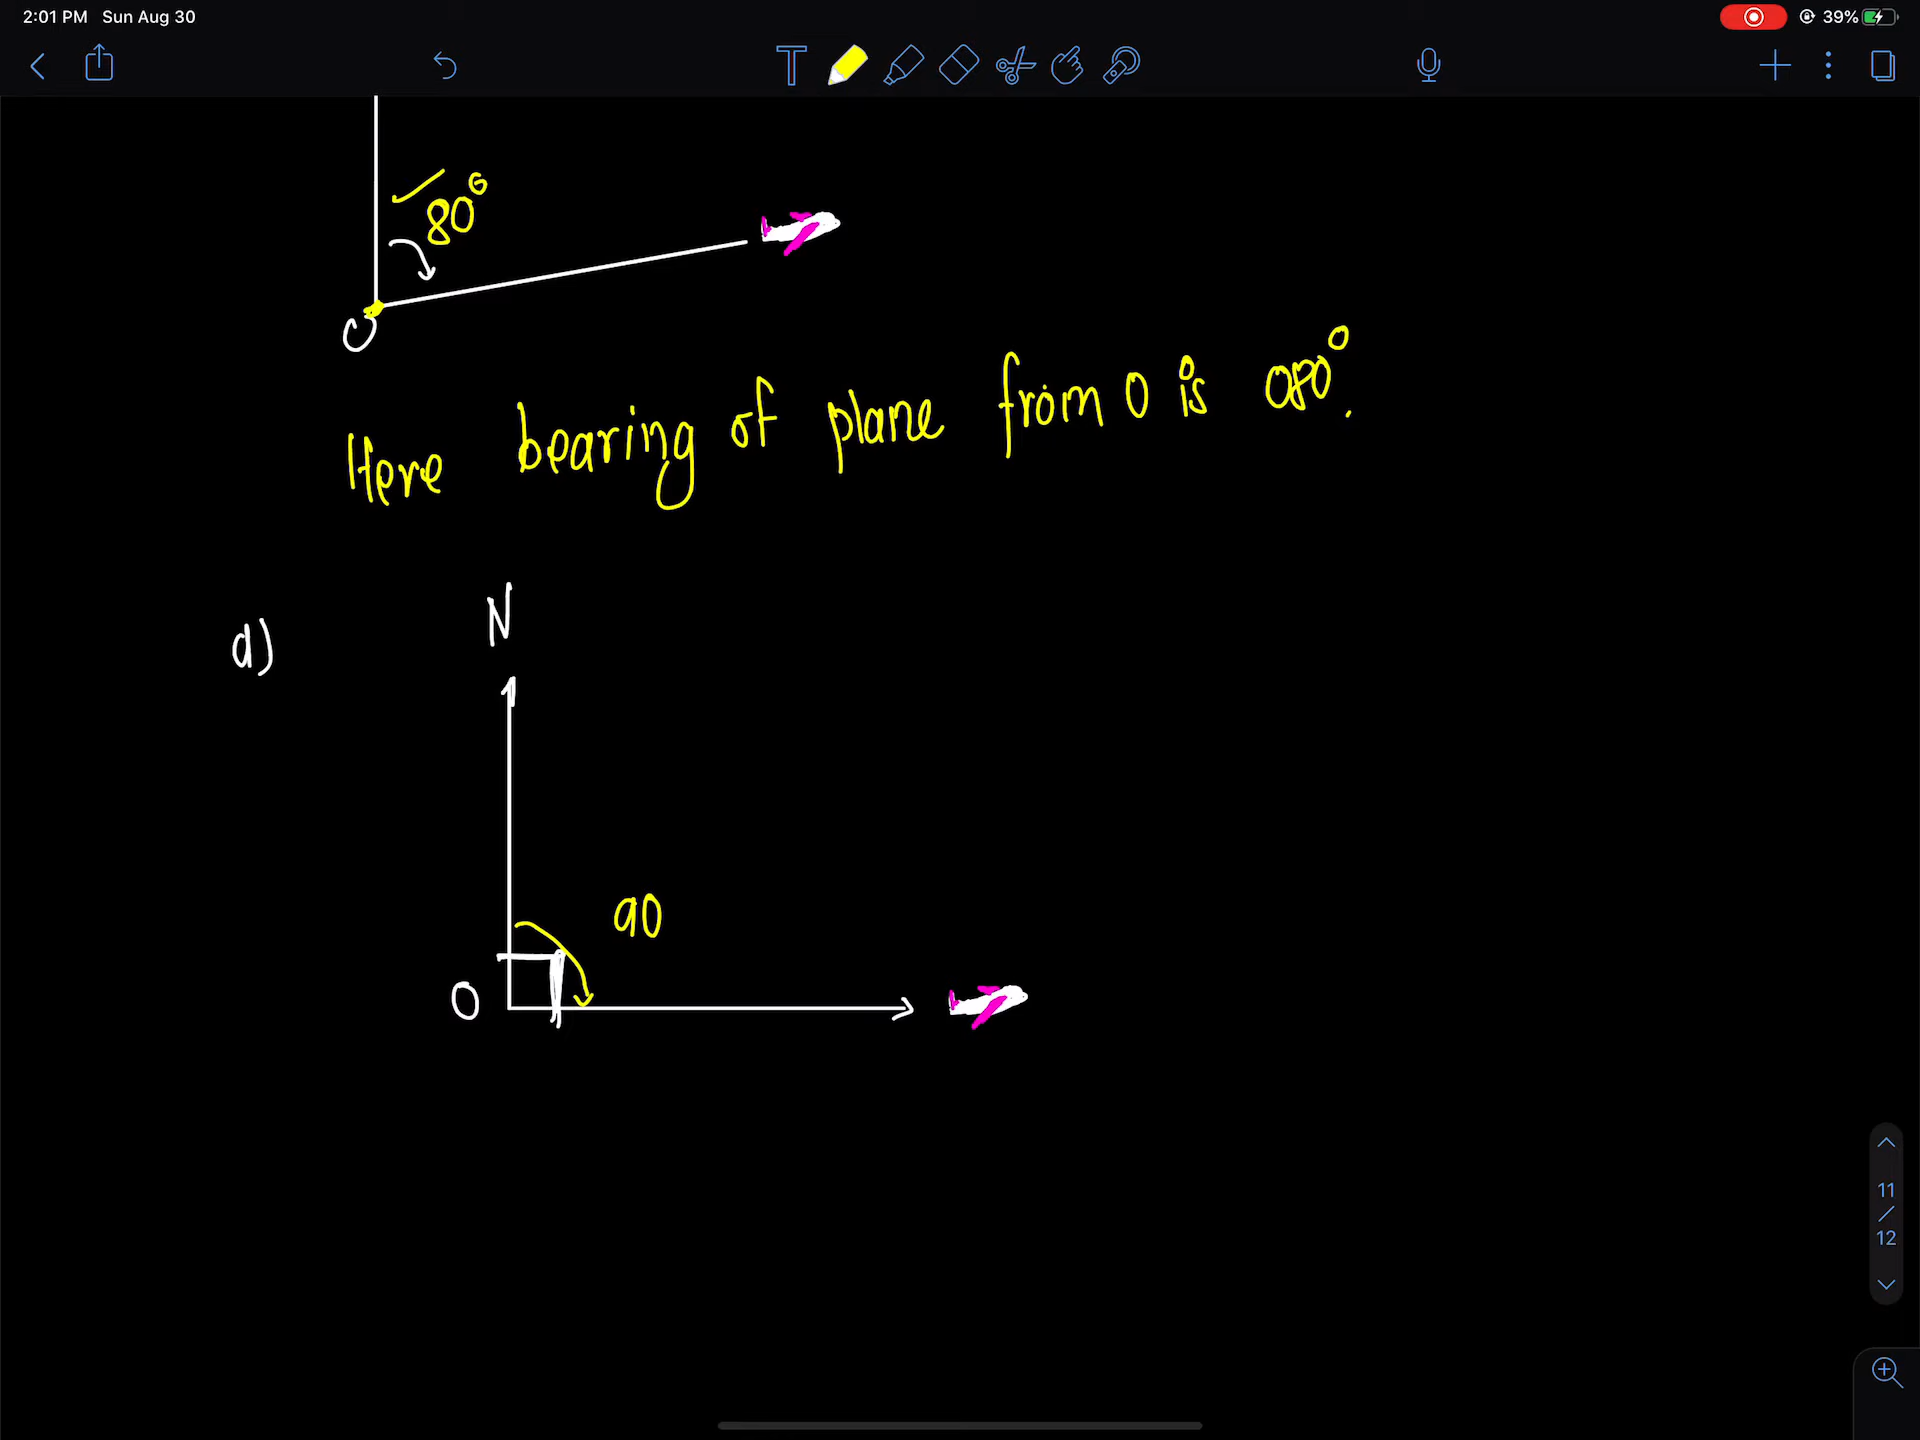 2:01 PM Sun Aug 30
39%
T
80°
O
Here bearing of plane from O is 080°.
N
d)
90
O
11
/
12